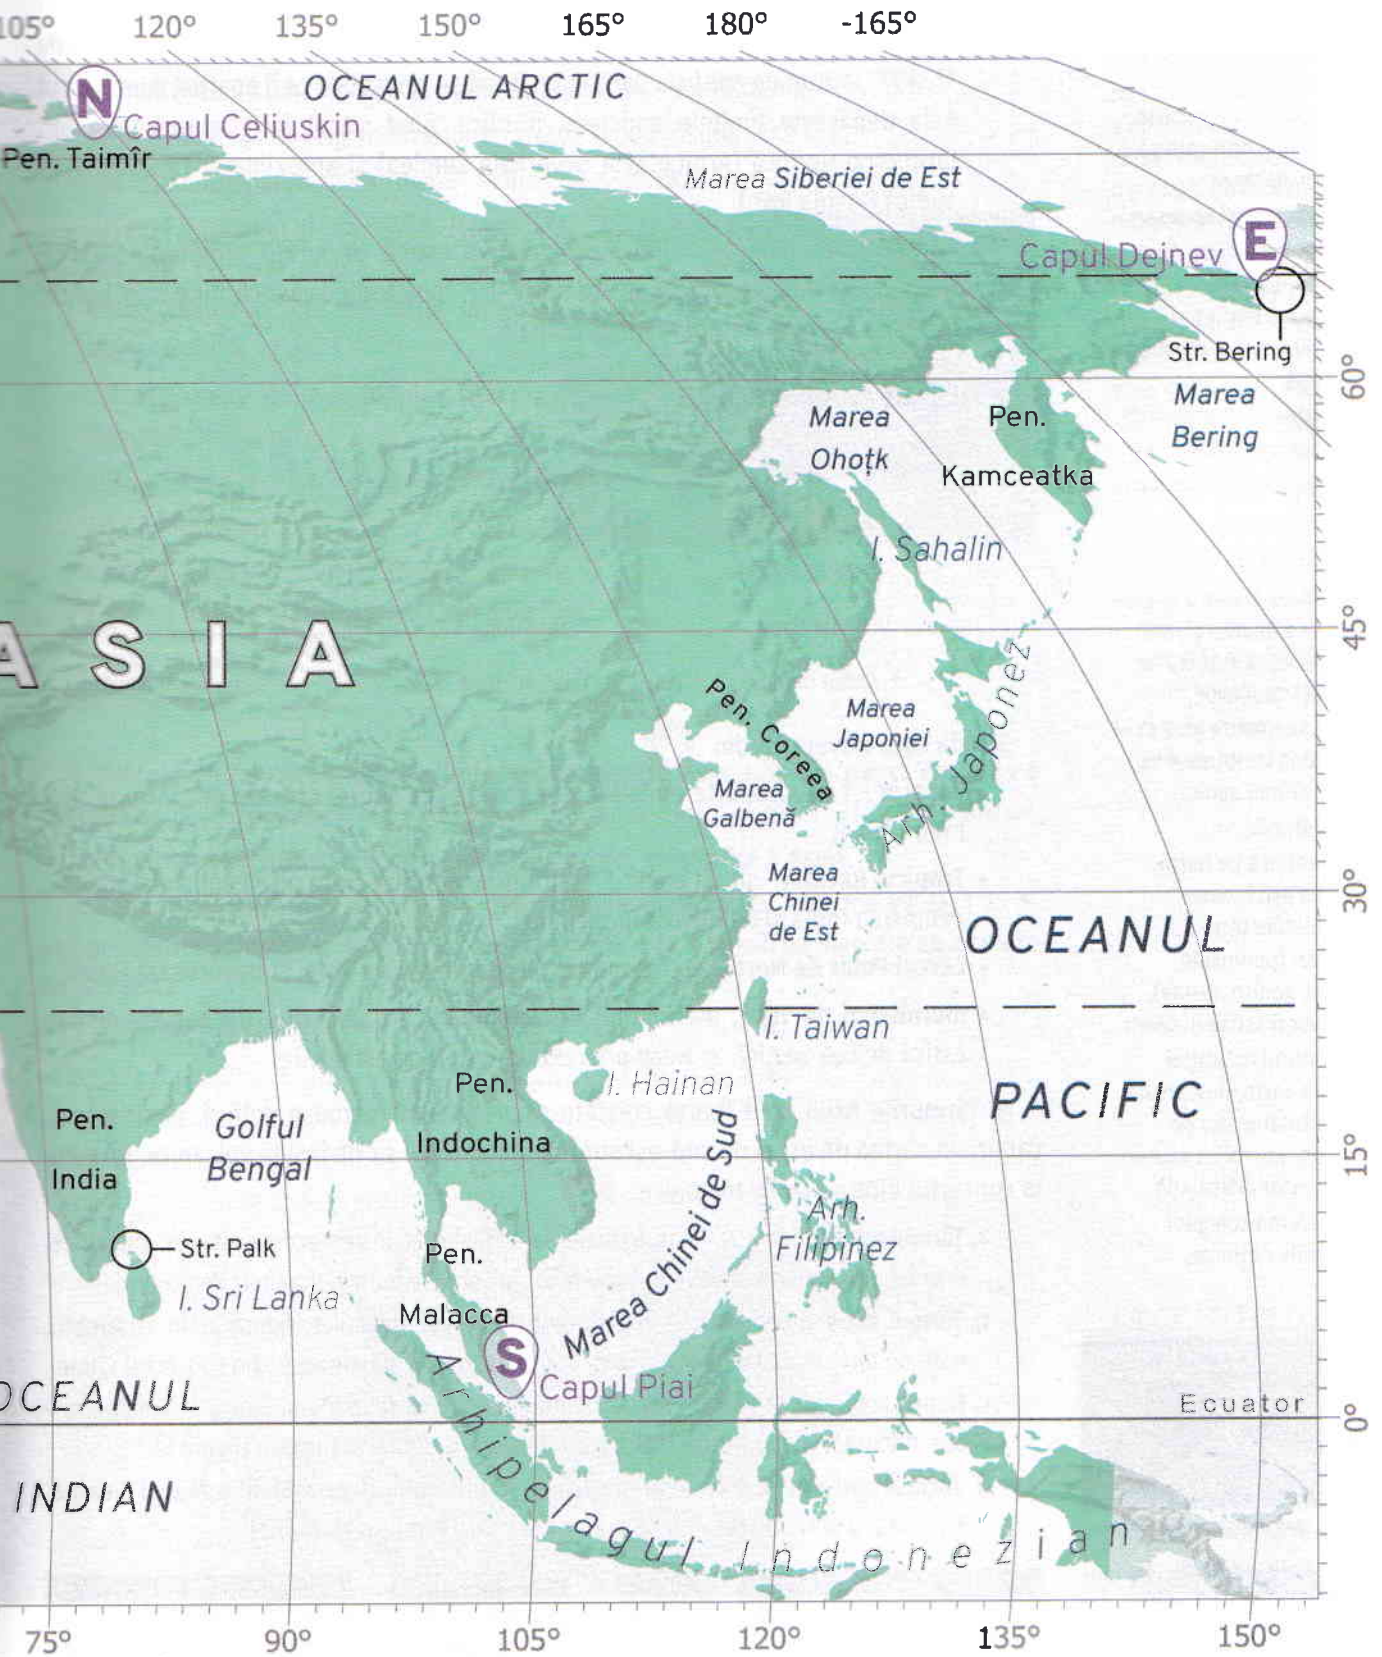 105°
120°
135°
150°
165°
180°
-165°
N
OCEANUL ARCTIC
Capul Celiuskin
Pen. Taimîr
Marea Siberiei de Est
E
Capul Dejnev
Str. Bering
60°
Marea
Bering
Marea
Ohoțk
Pen.
Kamceatka
I. Sahalin
45°
ASIA
Pen. Coreea
Marea
Japoniei
Arh. Japonez
Marea
Galbenă
Marea
Chinei
de Est
30°
OCEANUL
I. Taiwan
PACIFIC
I. Hainan
Pen.
Indochina
Pen.
India
Golful
Bengal
15°
Marea Chinei de Sud
Arh.
Filipinez
Str. Palk
I. Sri Lanka
Pen.
Malacca
S
Capul Piai
OCEANUL
Ecuator
0°
INDIAN
Arhipelagul Indonezian
75°
90°
105°
120°
135°
150°